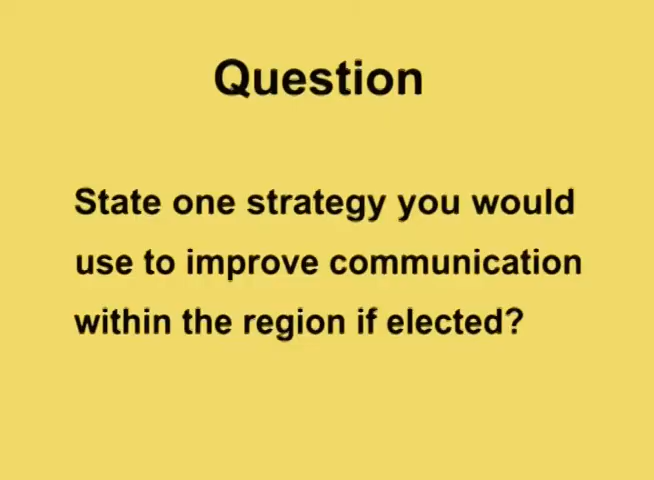 Question
State one strategy you would
use to improve communication
within the region if elected?